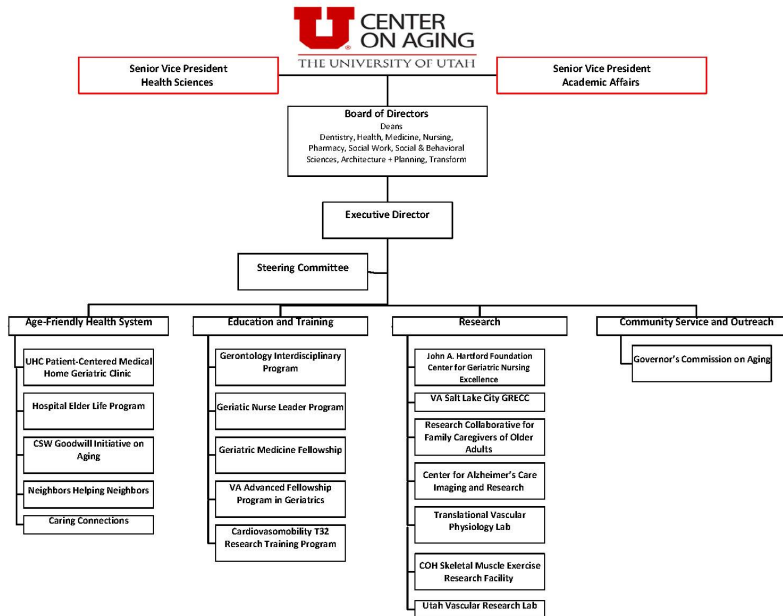 U CENTER
ON AGING
THE UNIVERSITY OF UTAH
Senior Vice President
Health Sciences
Senior Vice President
Academic Affairs
Board of Directors
Deans
Dentistry, Health, Medicine, Nursing,
Pharmacy, Social Work, Social & Behavioral
Sciences, Architecture + Planning, Transform
Executive Director
Steering Committee
Age-Friendly Health System
UHC Patient-Centered Medical
Home Geriatric Clinic
Hospital Elder Life Program
CSW Goodwill Initiative on
Aging
Neighbors Helping Neighbors
Caring Connections
Education and Training
Gerontology Interdisciplinary
Program
Geriatic Nurse Leader Program
Geriatric Medicine Fellowship
VA Advanced Fellowship
Program in Geriatrics
Cardiovasomobility T32
Research Training Program
Research
John A. Hartford Foundation
Center for Geriatric Nursing
Excellence
VA Salt Lake City GRECC
Research Collaborative for
Family Caregivers of Older
Adults
Center for Alzheimer's Care
Imaging and Research
Translational Vascular
Physiology Lab
COH Skeletal Muscle Exercise
Research Facility
Utah Vascular Research Lab
Community Service and Outreach
Governor's Commission on Aging